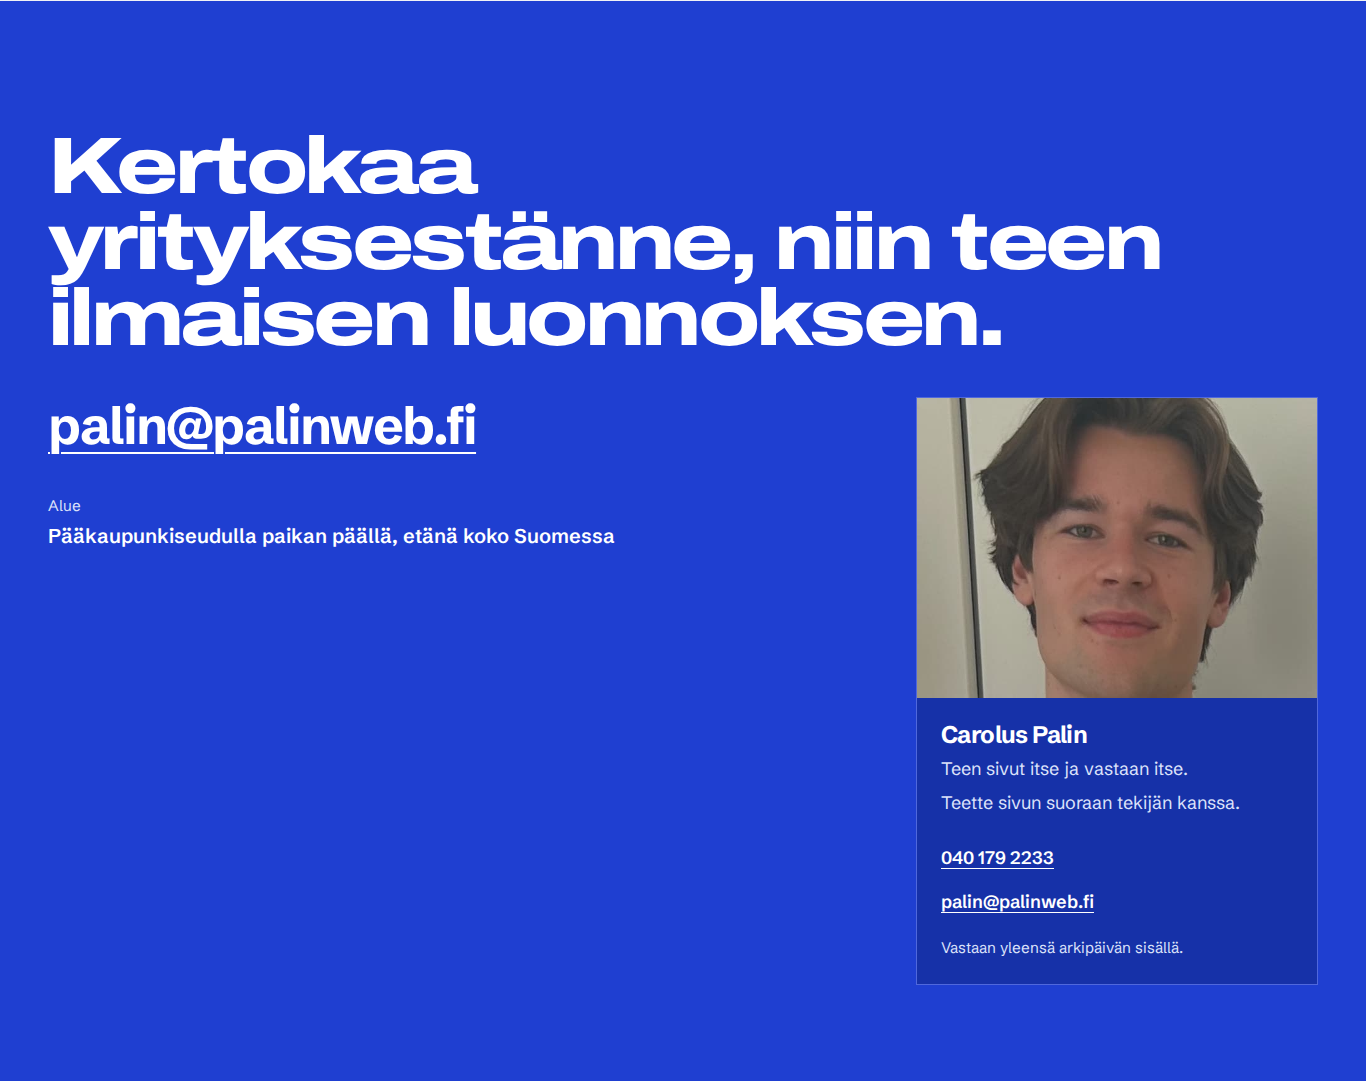 Kertokaa
yrityksestänne, niin teen
ilmaisen luonnoksen.
palin@palinweb.fi
Alue
Pääkaupunkiseudulla paikan päällä, etänä koko Suomessa
Carolus Palin
Teen sivut itse ja vastaan itse.
Teette sivun suoraan tekijän kanssa.
040 179 2233
palin@palinweb.fi
Vastaan yleensä arkipäivän sisällä.